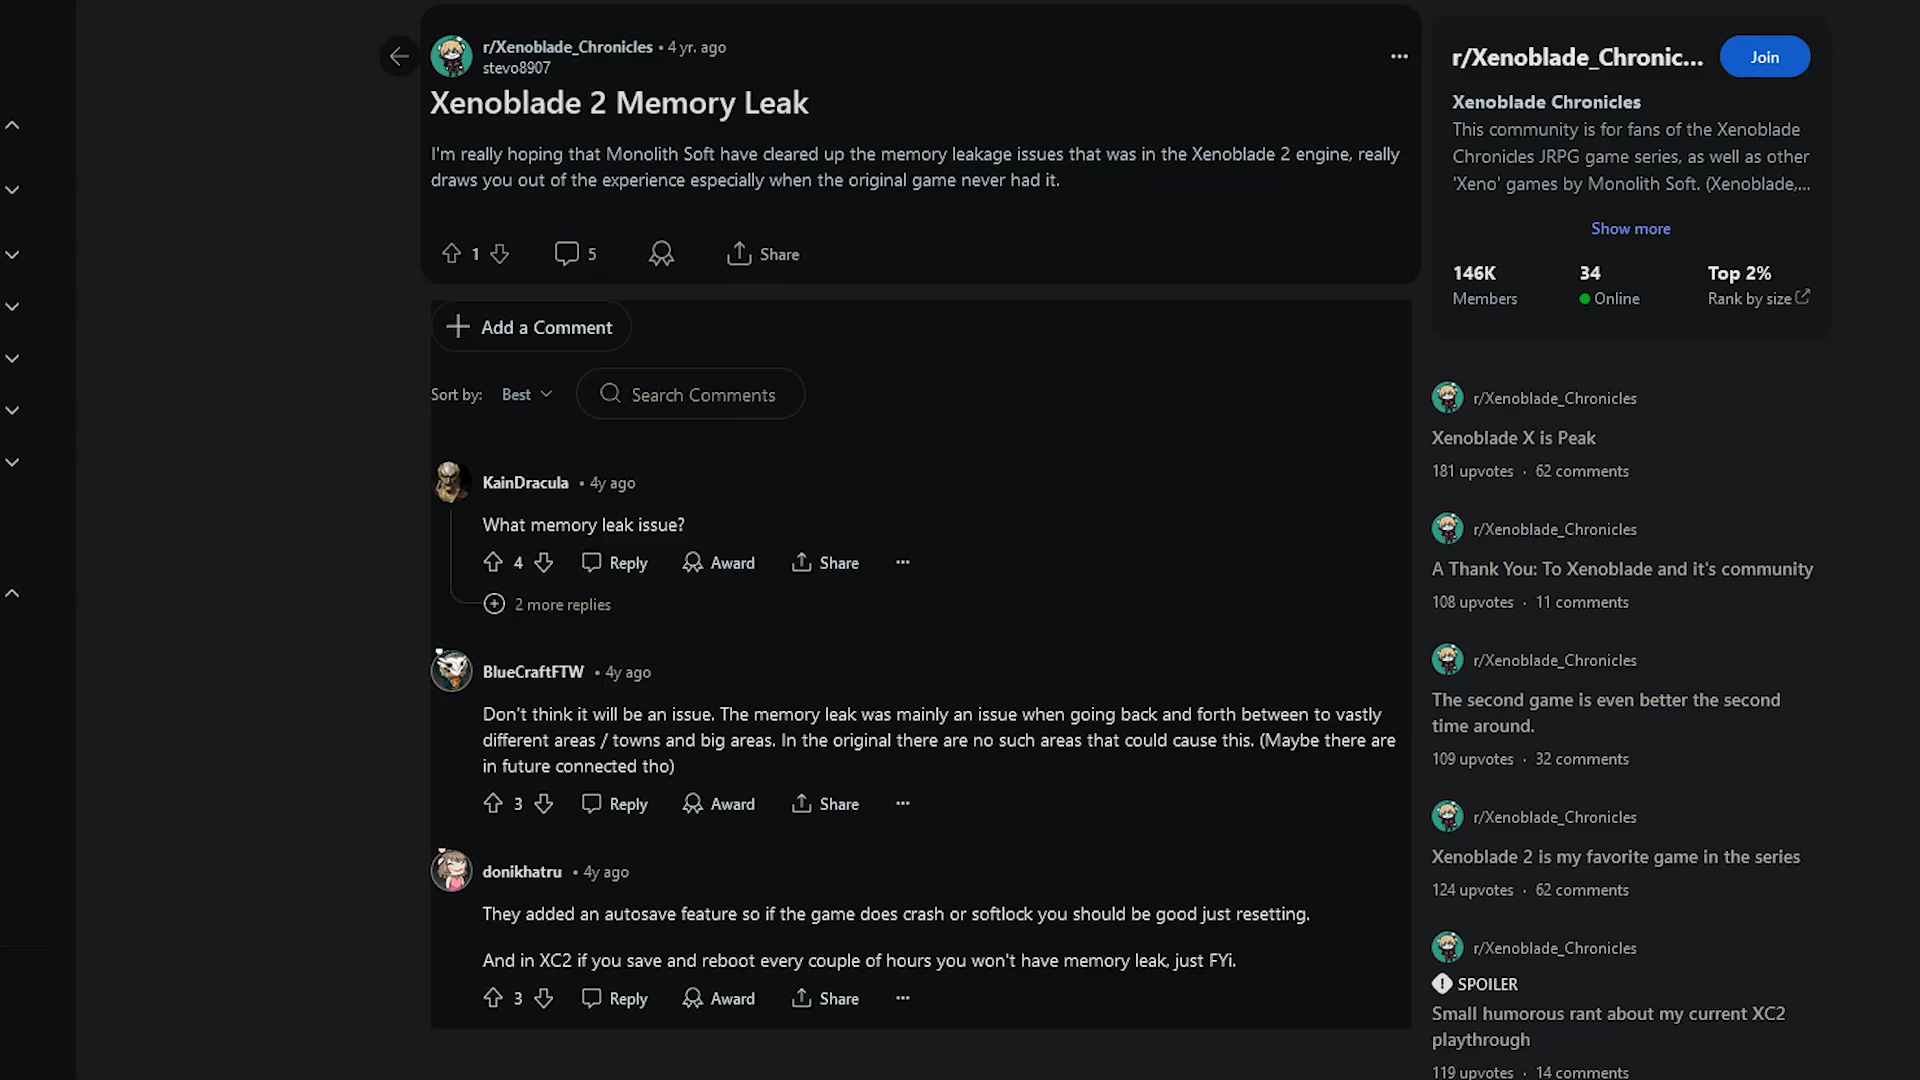 r/Xenoblade_Chronicles • 4 yr. ago
stevo8907
Xenoblade 2 Memory Leak
I'm really hoping that Monolith Soft have cleared up the memory leakage issues that was in the Xenoblade 2 engine, really
draws you out of the experience especially when the original game never had it.
1
5
Share
Add a Comment
Sort by: Best
Search Comments
KainDracula • 4y ago
What memory leak issue?
4 Reply Award Share
2 more replies
BlueCraftFTW • 4y ago
Don't think it will be an issue. The memory leak was mainly an issue when going back and forth between to vastly
different areas / towns and big areas. In the original there are no such areas that could cause this. (Maybe there are
in future connected tho)
3 Reply Award Share
donikhatru • 4y ago
They added an autosave feature so if the game does crash or softlock you should be good just resetting.
And in XC2 if you save and reboot every couple of hours you won't have memory leak, just FYi.
3 Reply Award Share
r/Xenoblade_Chronic... Join
Xenoblade Chronicles
This community is for fans of the Xenoblade
Chronicles JRPG game series, as well as other
'Xeno' games by Monolith Soft. (Xenoblade,...
Show more
146K 34 Top 2%
Members Online Rank by size
r/Xenoblade_Chronicles
Xenoblade X is Peak
181 upvotes · 62 comments
r/Xenoblade_Chronicles
A Thank You: To Xenoblade and it's community
108 upvotes · 11 comments
r/Xenoblade_Chronicles
The second game is even better the second
time around.
109 upvotes · 32 comments
r/Xenoblade_Chronicles
Xenoblade 2 is my favorite game in the series
124 upvotes · 62 comments
r/Xenoblade_Chronicles
SPOILER
Small humorous rant about my current XC2
playthrough
119 upvotes · 14 comments